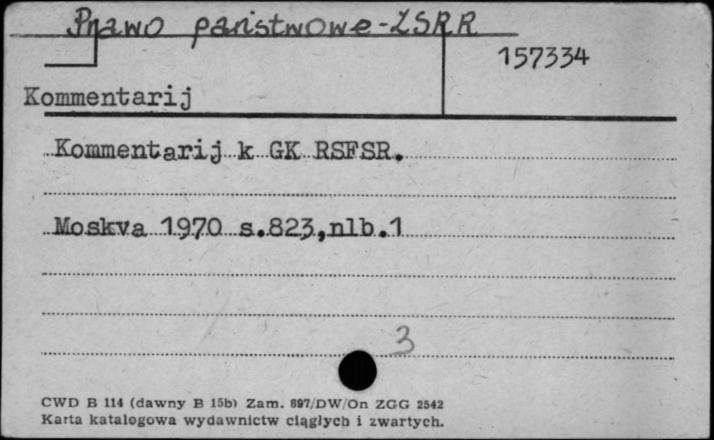 Prawo państwowe-ZSRR
157334
Kommentarij
Kommentarij k GK RSFSR.
Moskva 1970 s.823,nlb.1
3
CWD B 114 (dawny B 15b) Zam. 897/DW/On ZGG 2542
Karta katalogowa wydawnictw ciągłych i zwartych.